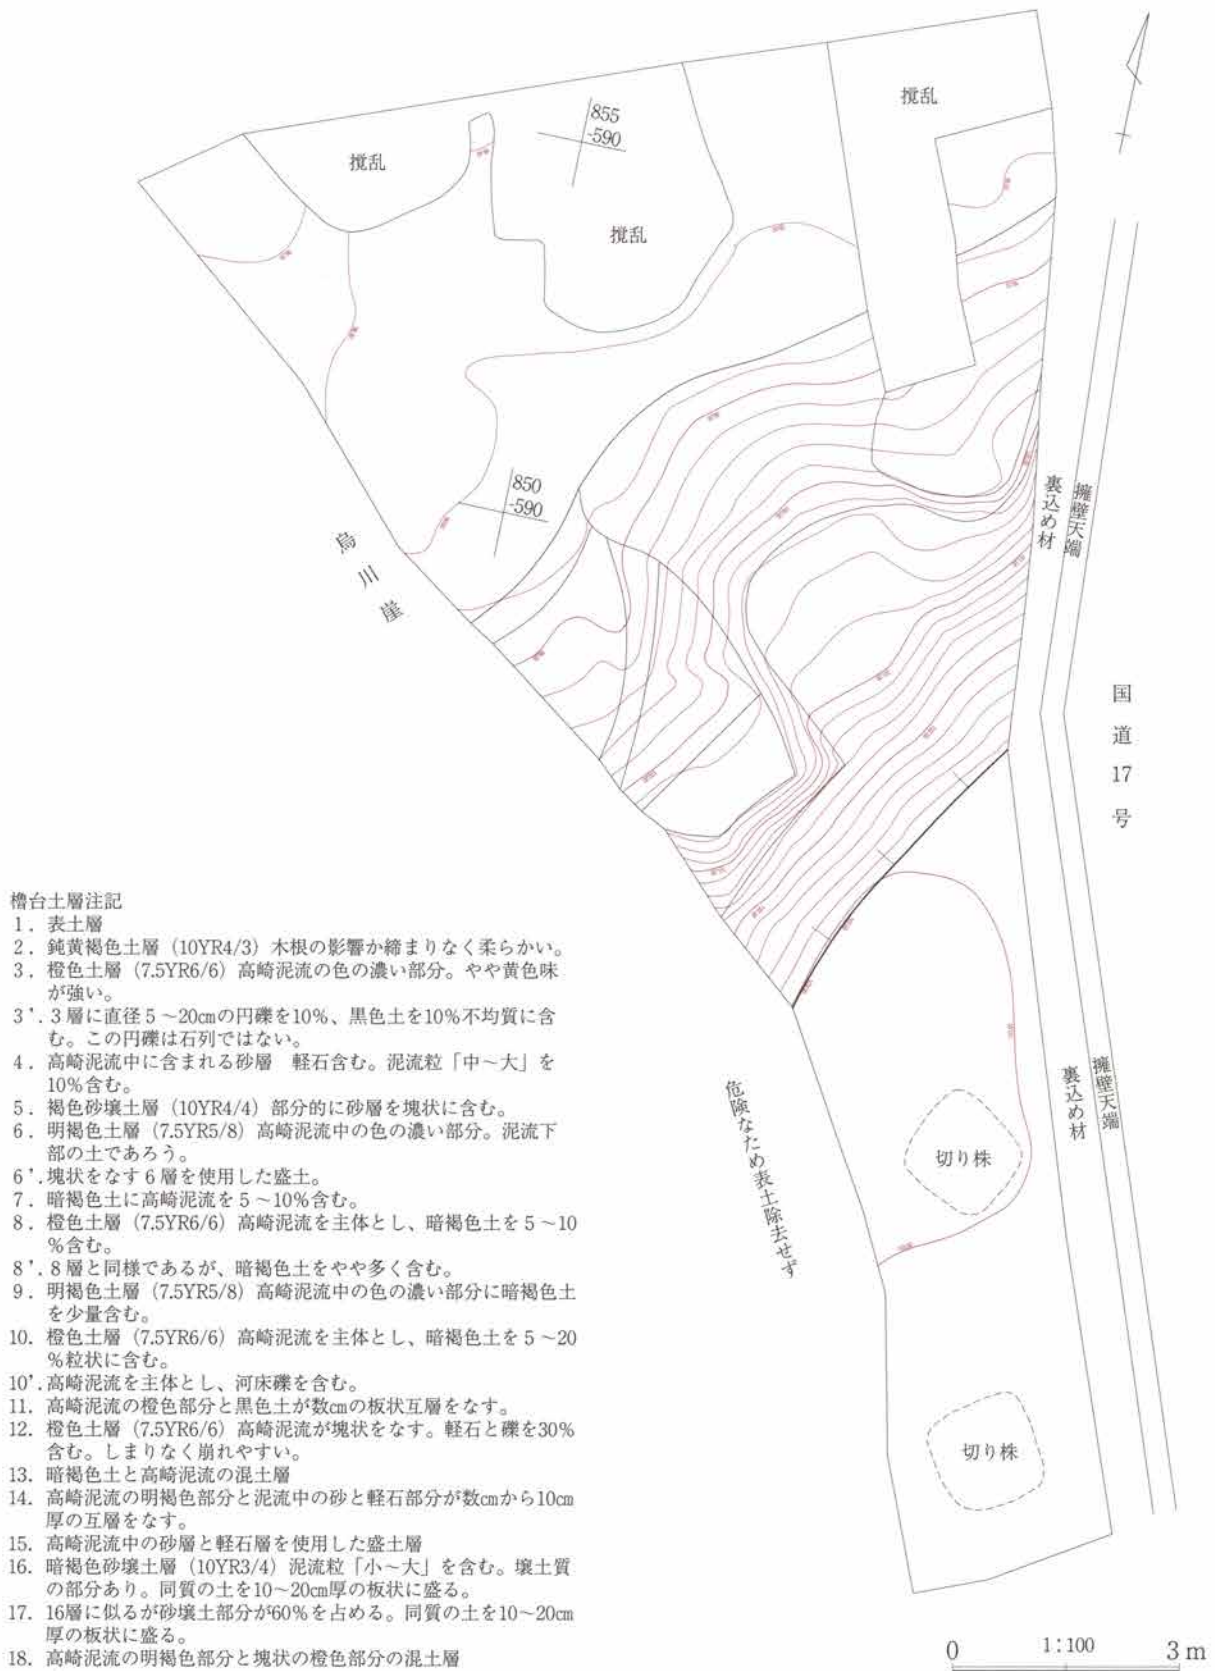 撹乱
855
-590
撹乱
撹乱
850
-590
烏川崖
裏込め材
擁壁天端
国道17号
櫓台土層注記
1．表土層
2．鈍黄褐色土層（10YR4/3）木根の影響か締まりなく柔らかい。
3．橙色土層（7.5YR6/6）高崎泥流の色の濃い部分。やや黄色味
が強い。
3'．3層に直径5～20㎝の円礫を10%、黒色土を10%不均質に含
む。この円礫は石列ではない。
4．高崎泥流中に含まれる砂層　軽石含む。泥流粒「中～大」を
10%含む。
5．褐色砂壌土層（10YR4/4）部分的に砂層を塊状に含む。
6．明褐色土層（7.5YR5/8）高崎泥流中の色の濃い部分。泥流下
部の土であろう。
6'．塊状をなす6層を使用した盛土。
7．暗褐色土に高崎泥流を5～10%含む。
8．橙色土層（7.5YR6/6）高崎泥流を主体とし、暗褐色土を5～10
%含む。
8'．8層と同様であるが、暗褐色土をやや多く含む。
9．明褐色土層（7.5YR5/8）高崎泥流中の色の濃い部分に暗褐色土
を少量含む。
10．橙色土層（7.5YR6/6）高崎泥流を主体とし、暗褐色土を5～20
%粒状に含む。
10'．高崎泥流を主体とし、河床礫を含む。
11．高崎泥流の橙色部分と黒色土が数㎝の板状互層をなす。
12．橙色土層（7.5YR6/6）高崎泥流が塊状をなす。軽石と礫を30%
含む。しまりなく崩れやすい。
13．暗褐色土と高崎泥流の混土層
14．高崎泥流の明褐色部分と泥流中の砂と軽石部分が数㎝から10㎝
厚の互層をなす。
15．高崎泥流中の砂層と軽石層を使用した盛土層
16．暗褐色砂壌土層（10YR3/4）泥流粒「小～大」を含む。壌土質
の部分あり。同質の土を10～20㎝厚の板状に盛る。
17．16層に似るが砂壌土部分が60%を占める。同質の土を10～20㎝
厚の板状に盛る。
18．高崎泥流の明褐色部分と塊状の橙色部分の混土層
危険なため表土除去せず
裏込め材
擁壁天端
切り株
切り株
0　1:100　3 m